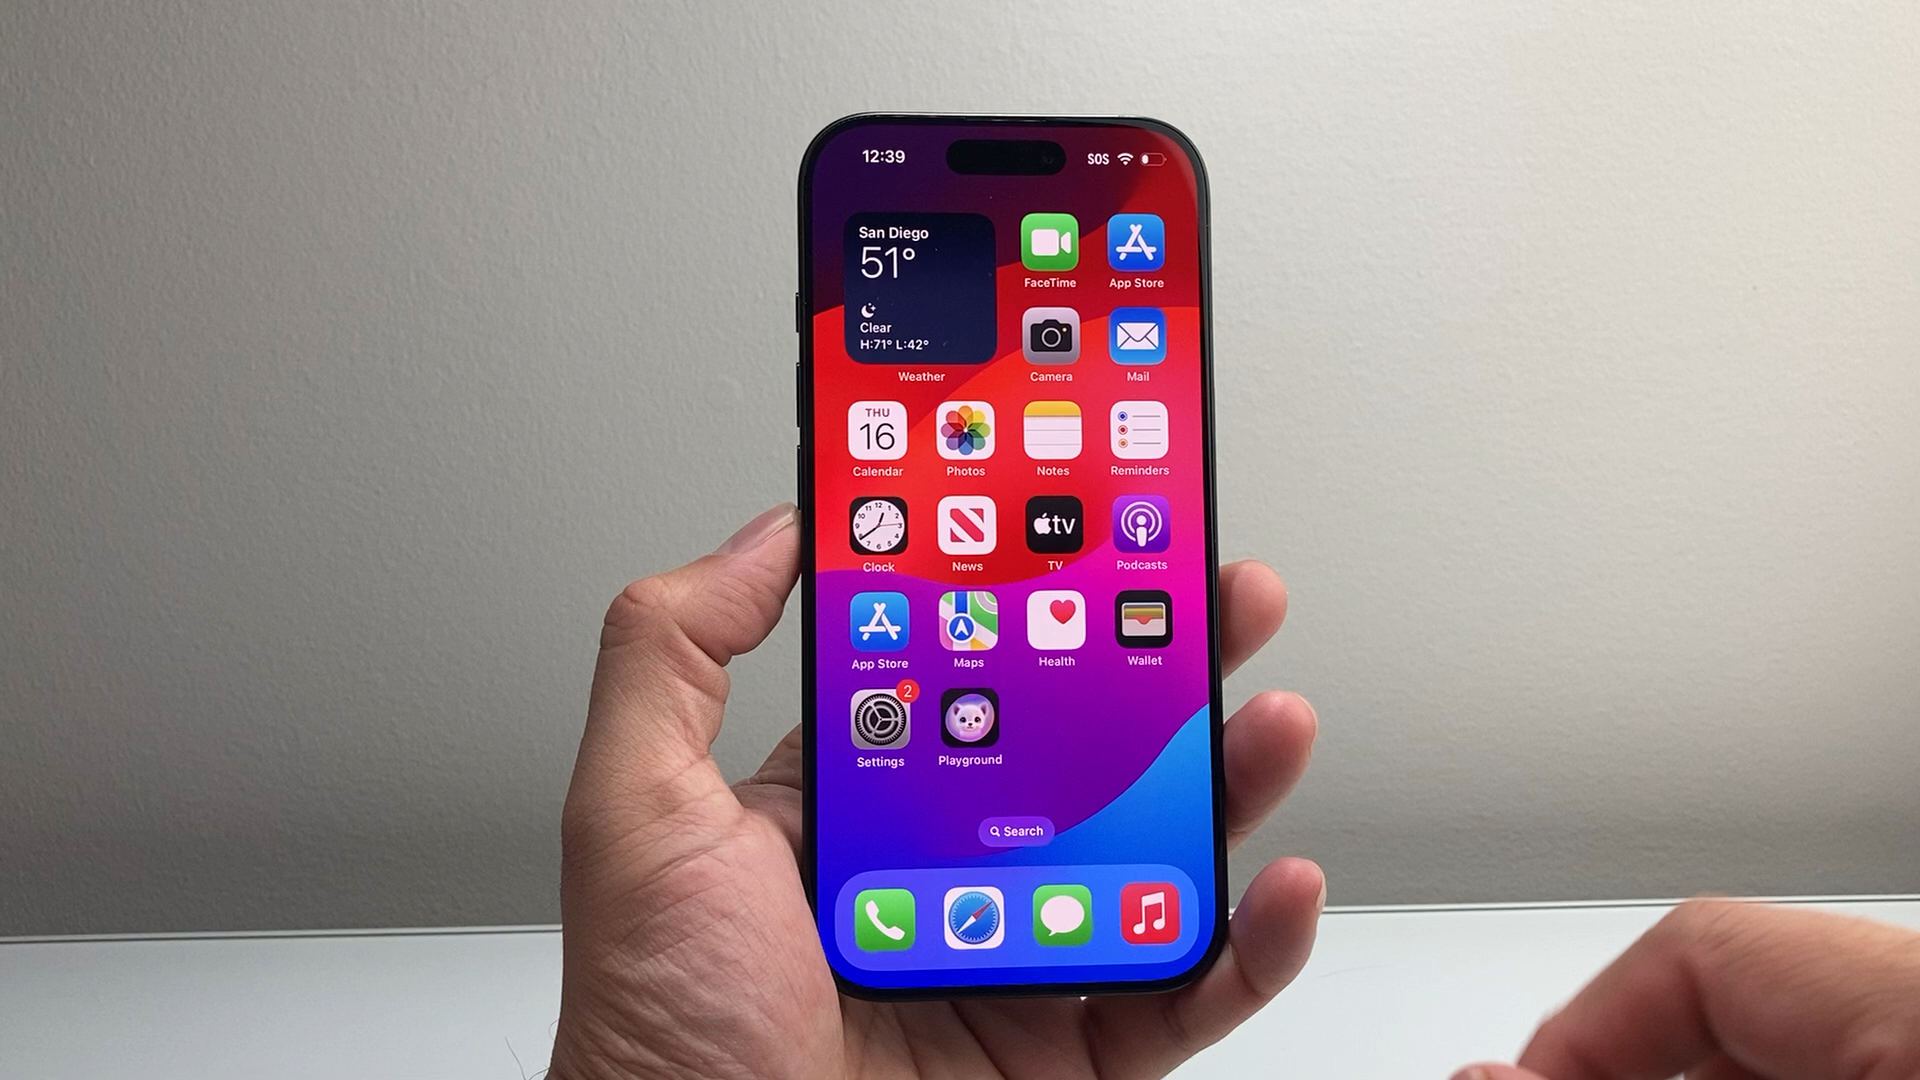 12:39
SOS
San Diego
51°
Clear
H:71° L:42°
Weather
FaceTime
App Store
Camera
Mail
THU
16
Calendar
Photos
Notes
Reminders
tv
Clock
News
TV
Podcasts
App Store
Maps
Health
Wallet
2
Settings
Playground
Search